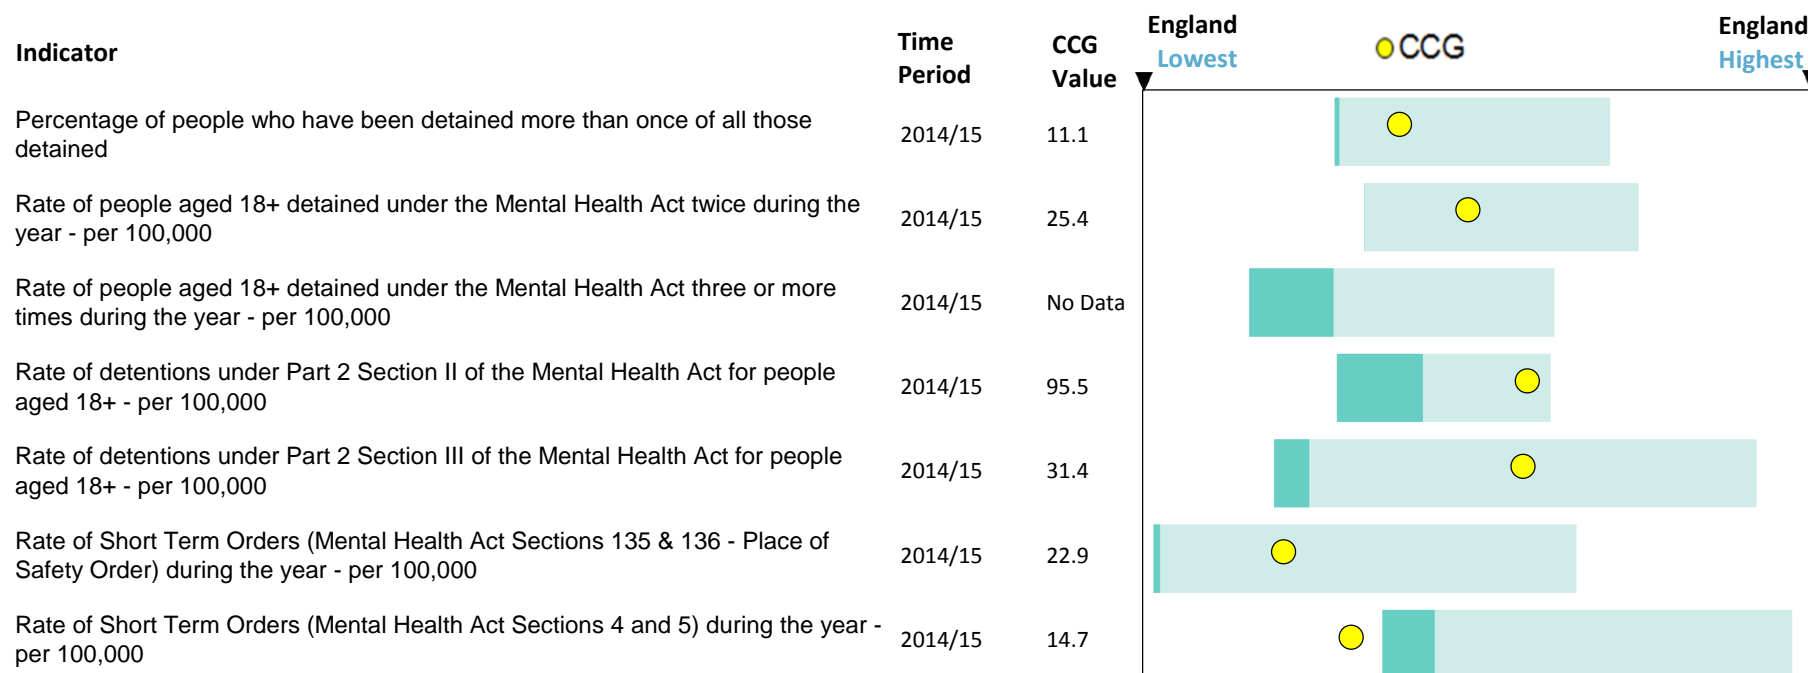 Indicator
Time
Period
CCG
Value
England
Lowest
CCG
England
Highest
Percentage of people who have been detained more than once of all those
detained
2014/15
11.1
Rate of people aged 18+ detained under the Mental Health Act twice during the
year - per 100,000
2014/15
25.4
Rate of people aged 18+ detained under the Mental Health Act three or more
times during the year - per 100,000
2014/15
No Data
Rate of detentions under Part 2 Section II of the Mental Health Act for people
aged 18+ - per 100,000
2014/15
95.5
Rate of detentions under Part 2 Section III of the Mental Health Act for people
aged 18+ - per 100,000
2014/15
31.4
Rate of Short Term Orders (Mental Health Act Sections 135 & 136 - Place of
Safety Order) during the year - per 100,000
2014/15
22.9
Rate of Short Term Orders (Mental Health Act Sections 4 and 5) during the year -
per 100,000
2014/15
14.7